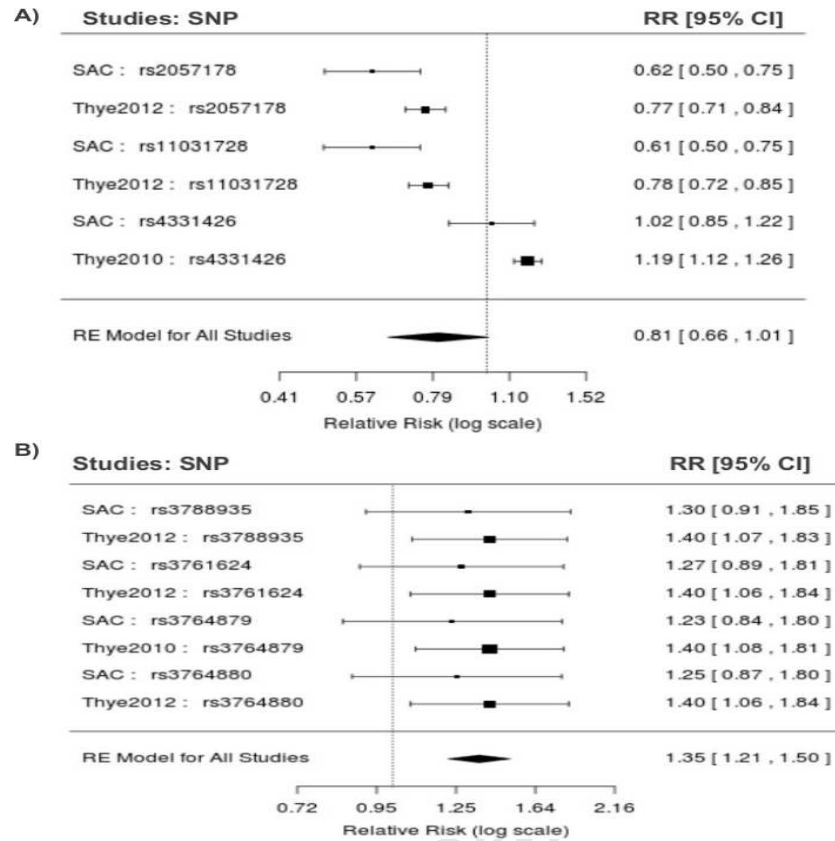 A) Studies: SNP RR [95% CI]
SAC : rs2057178 0.62 [ 0.50 , 0.75 ]
Thye2012 : rs2057178 0.77 [ 0.71 , 0.84 ]
SAC : rs11031728 0.61 [ 0.50 , 0.75 ]
Thye2012 : rs11031728 0.78 [ 0.72 , 0.85 ]
SAC : rs4331426 1.02 [ 0.85 , 1.22 ]
Thye2010 : rs4331426 1.19 [ 1.12 , 1.26 ]
RE Model for All Studies 0.81 [ 0.66 , 1.01 ]
0.41 0.57 0.79 1.10 1.52
Relative Risk (log scale)
B) Studies: SNP RR [95% CI]
SAC : rs3788935 1.30 [ 0.91 , 1.85 ]
Thye2012 : rs3788935 1.40 [ 1.07 , 1.83 ]
SAC : rs3761624 1.27 [ 0.89 , 1.81 ]
Thye2012 : rs3761624 1.40 [ 1.06 , 1.84 ]
SAC : rs3764879 1.23 [ 0.84 , 1.80 ]
Thye2010 : rs3764879 1.40 [ 1.08 , 1.81 ]
SAC : rs3764880 1.25 [ 0.87 , 1.80 ]
Thye2012 : rs3764880 1.40 [ 1.06 , 1.84 ]
RE Model for All Studies 1.35 [ 1.21 , 1.50 ]
0.72 0.95 1.25 1.64 2.16
Relative Risk (log scale)